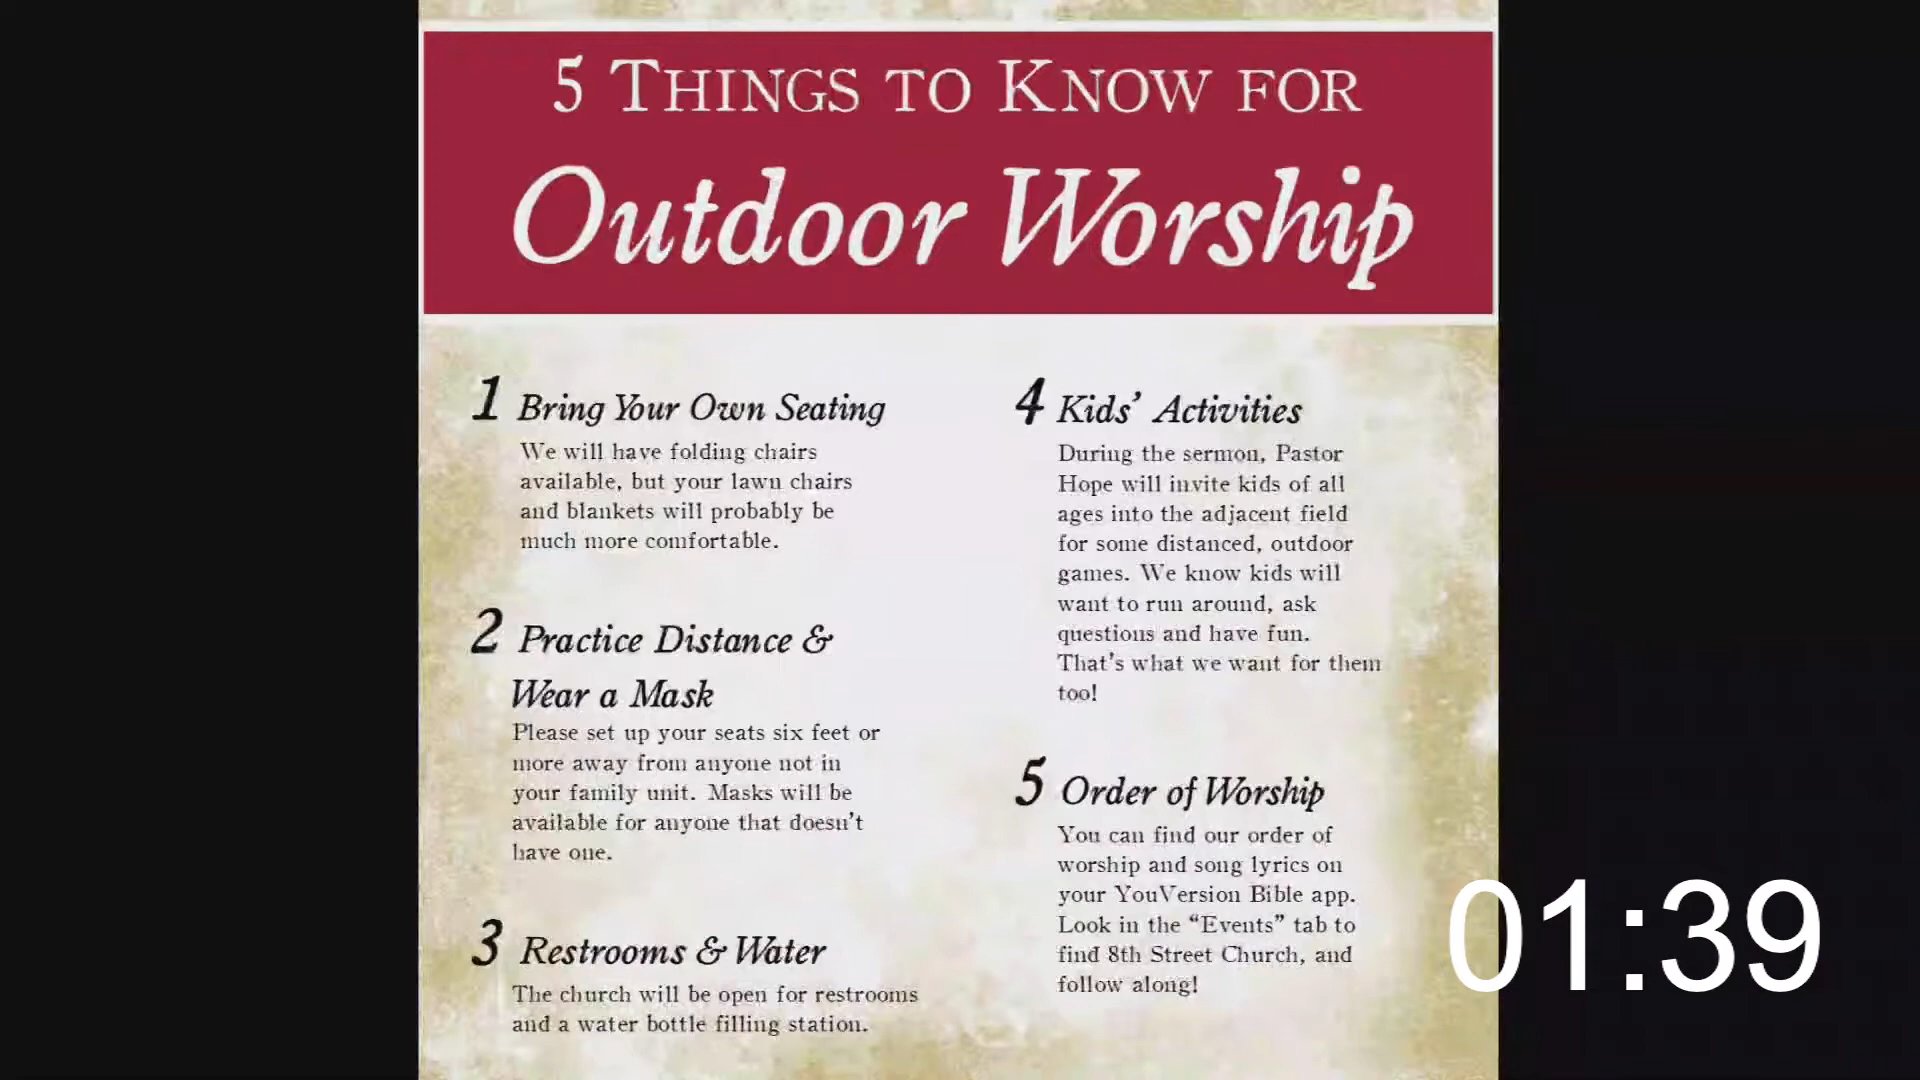 5 THINGS TO KNOW FOR
Outdoor Worship
1 Bring Your Own Seating
We will have folding chairs
available, but your lawn chairs
and blankets will probably be
much more comfortable.
2 Practice Distance &
Wear a Mask
Please set up your seats six feet or
more away from anyone not in
your family unit. Masks will be
available for anyone that doesn't
have one.
3 Restrooms & Water
The church will be open for restrooms
and a water bottle filling station.
4 Kids' Activities
During the sermon, Pastor
Hope will invite kids of all
ages into the adjacent field
for some distanced, outdoor
games. We know kids will
want to run around, ask
questions and have fun.
That's what we want for them
too!
5 Order of Worship
You can find our order of
worship and song lyrics on
your YouVersion Bible app.
Look in the “Events” tab to
find 8th Street Church, and
follow along!
01:39